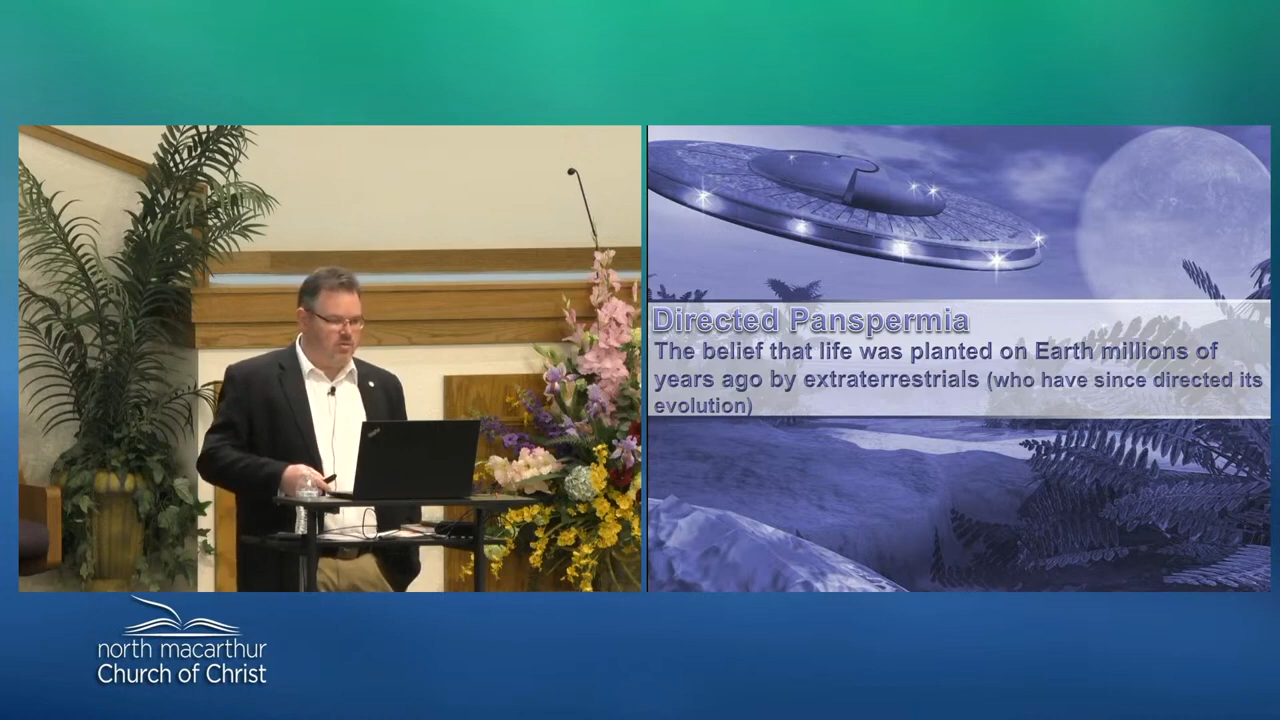 Directed Panspermia
The belief that life was planted on Earth millions of
years ago by extraterrestrials (who have since directed its
evolution)
north macarthur
Church of Christ